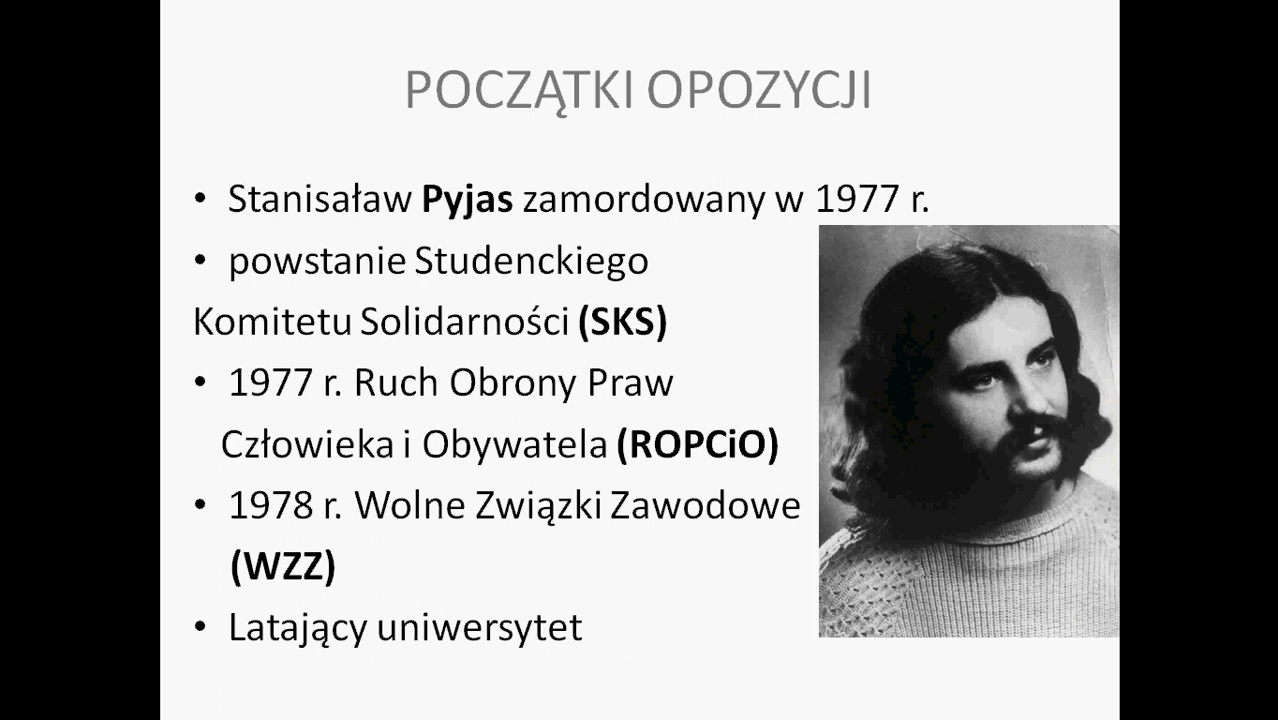 POCZĄTKI OPOZYCJI
• Stanisaław Pyjas zamordowany w 1977 r.
• powstanie Studenckiego
Komitetu Solidarności (SKS)
• 1977 r. Ruch Obrony Praw
Człowieka i Obywatela (ROPCiO)
• 1978 r. Wolne Związki Zawodowe
(WZZ)
• Latający uniwersytet